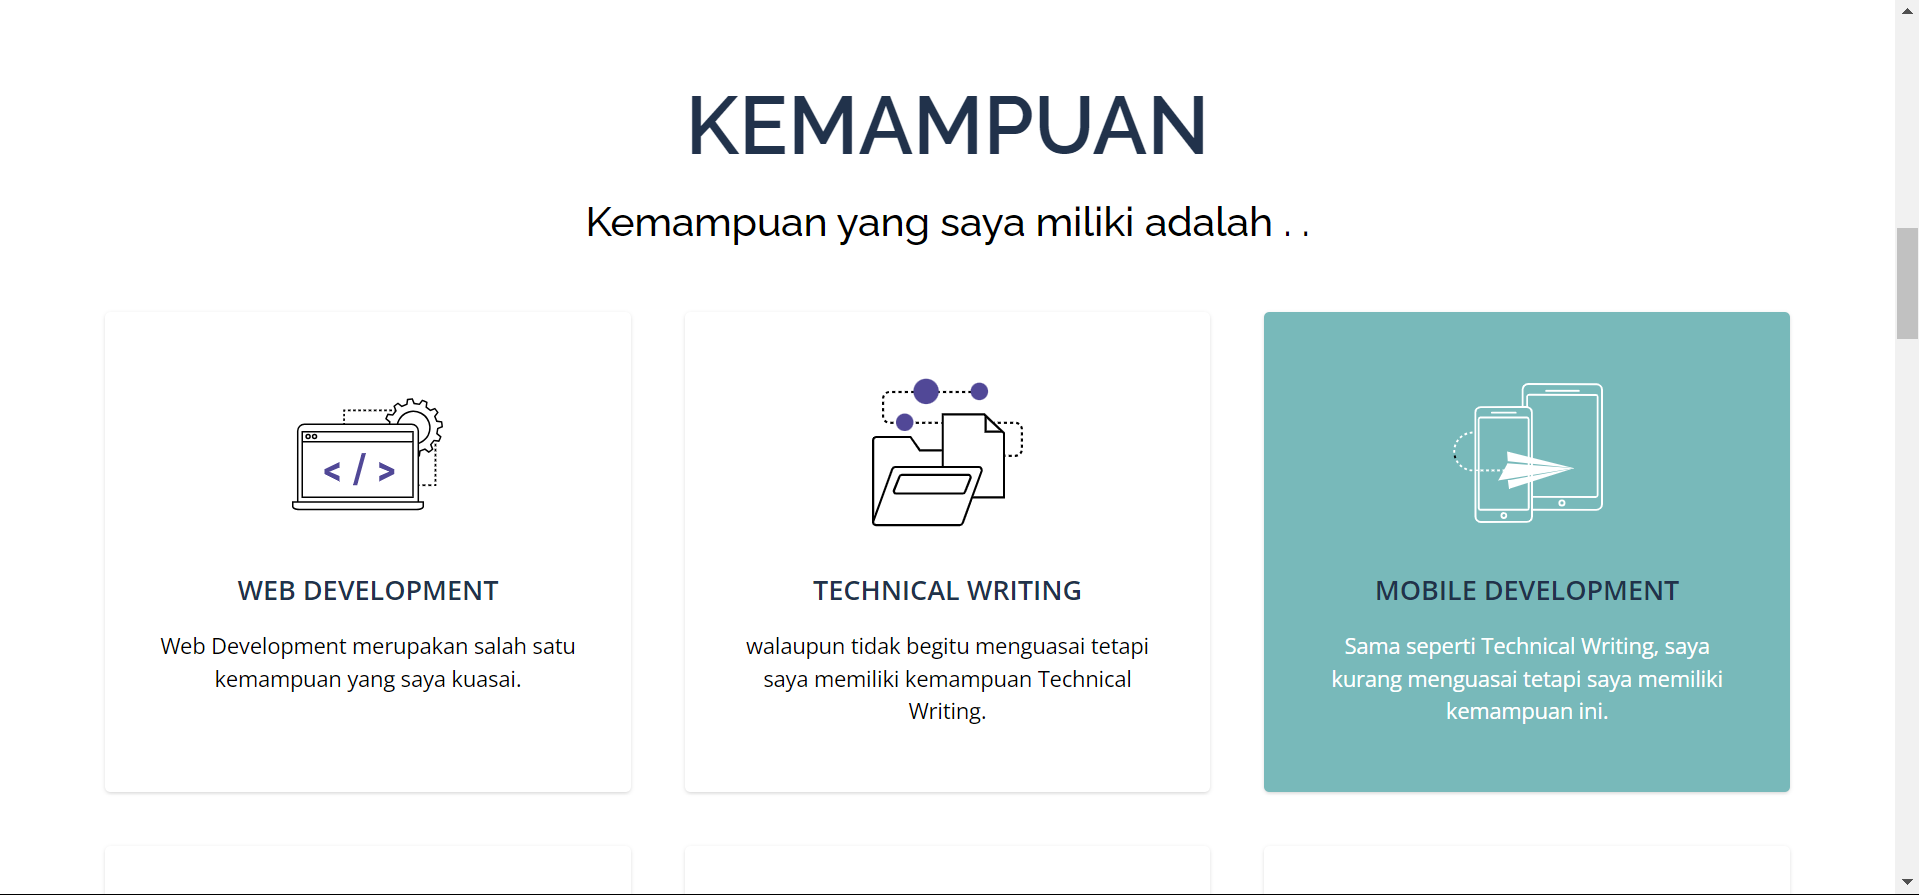 KEMAMPUAN
Kemampuan yang saya miliki adalah . .
< / >
WEB DEVELOPMENT
Web Development merupakan salah satu
kemampuan yang saya kuasai.
TECHNICAL WRITING
walaupun tidak begitu menguasai tetapi
saya memiliki kemampuan Technical
Writing.
MOBILE DEVELOPMENT
Sama seperti Technical Writing, saya
kurang menguasai tetapi saya memiliki
kemampuan ini.